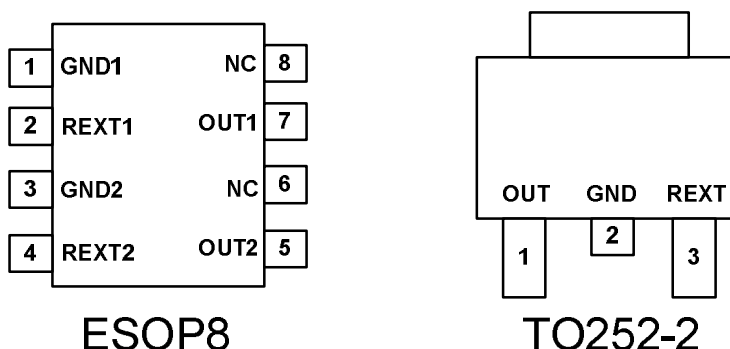 1 GND1 NC 8
2 REXT1 OUT1 7
3 GND2 NC 6
4 REXT2 OUT2 5
ESOP8
OUT GND REXT
1 2 3
TO252-2